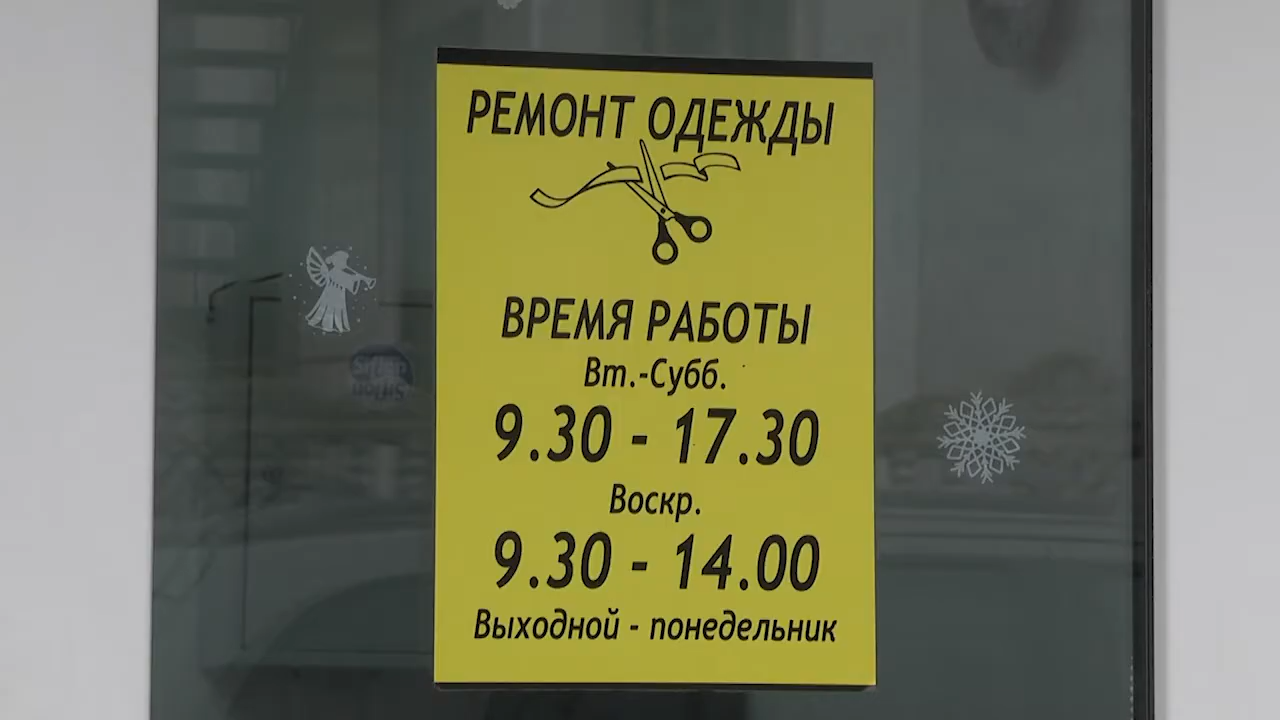 РЕМОНТ ОДЕЖДЫ
ВРЕМЯ РАБОТЫ
Вт.-Субб.
9.30 - 17.30
Воскр.
9.30 - 14.00
Выходной - понедельник